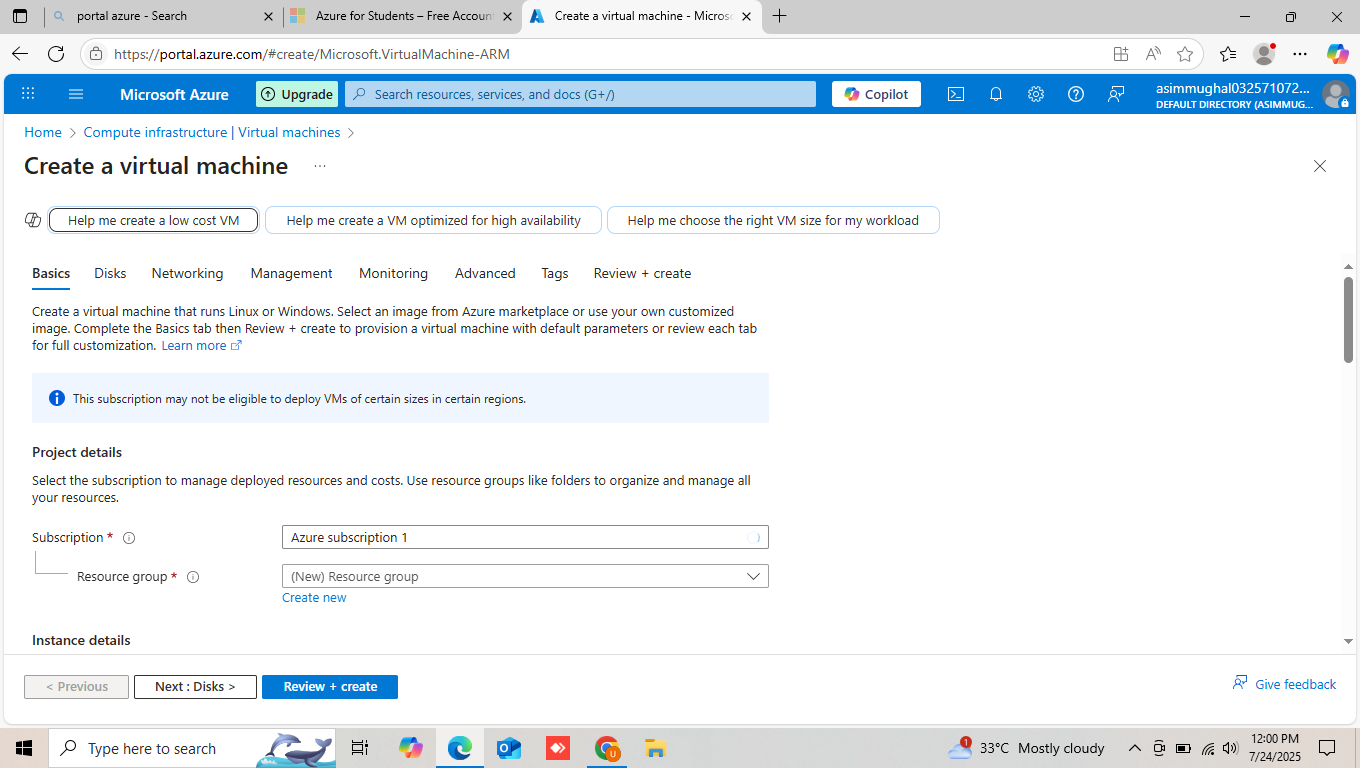 portal azure - Search
Azure for Students – Free Accoun
Create a virtual machine - Micros
https://portal.azure.com/#create/Microsoft.VirtualMachine-ARM
Microsoft Azure
Upgrade
Search resources, services, and docs (G+/)
Copilot
asimmughal032571072...
DEFAULT DIRECTORY (ASIMMUG...
Home > Compute infrastructure | Virtual machines >
Create a virtual machine ...
Help me create a low cost VM
Help me create a VM optimized for high availability
Help me choose the right VM size for my workload
Basics Disks Networking Management Monitoring Advanced Tags Review + create
Create a virtual machine that runs Linux or Windows. Select an image from Azure marketplace or use your own customized
image. Complete the Basics tab then Review + create to provision a virtual machine with default parameters or review each tab
for full customization. Learn more
This subscription may not be eligible to deploy VMs of certain sizes in certain regions.
Project details
Select the subscription to manage deployed resources and costs. Use resource groups like folders to organize and manage all
your resources.
Subscription *
Azure subscription 1
Resource group *
(New) Resource group
Create new
Instance details
< Previous
Next : Disks >
Review + create
Give feedback
Type here to search
1
33°C Mostly cloudy
12:00 PM
7/24/2025